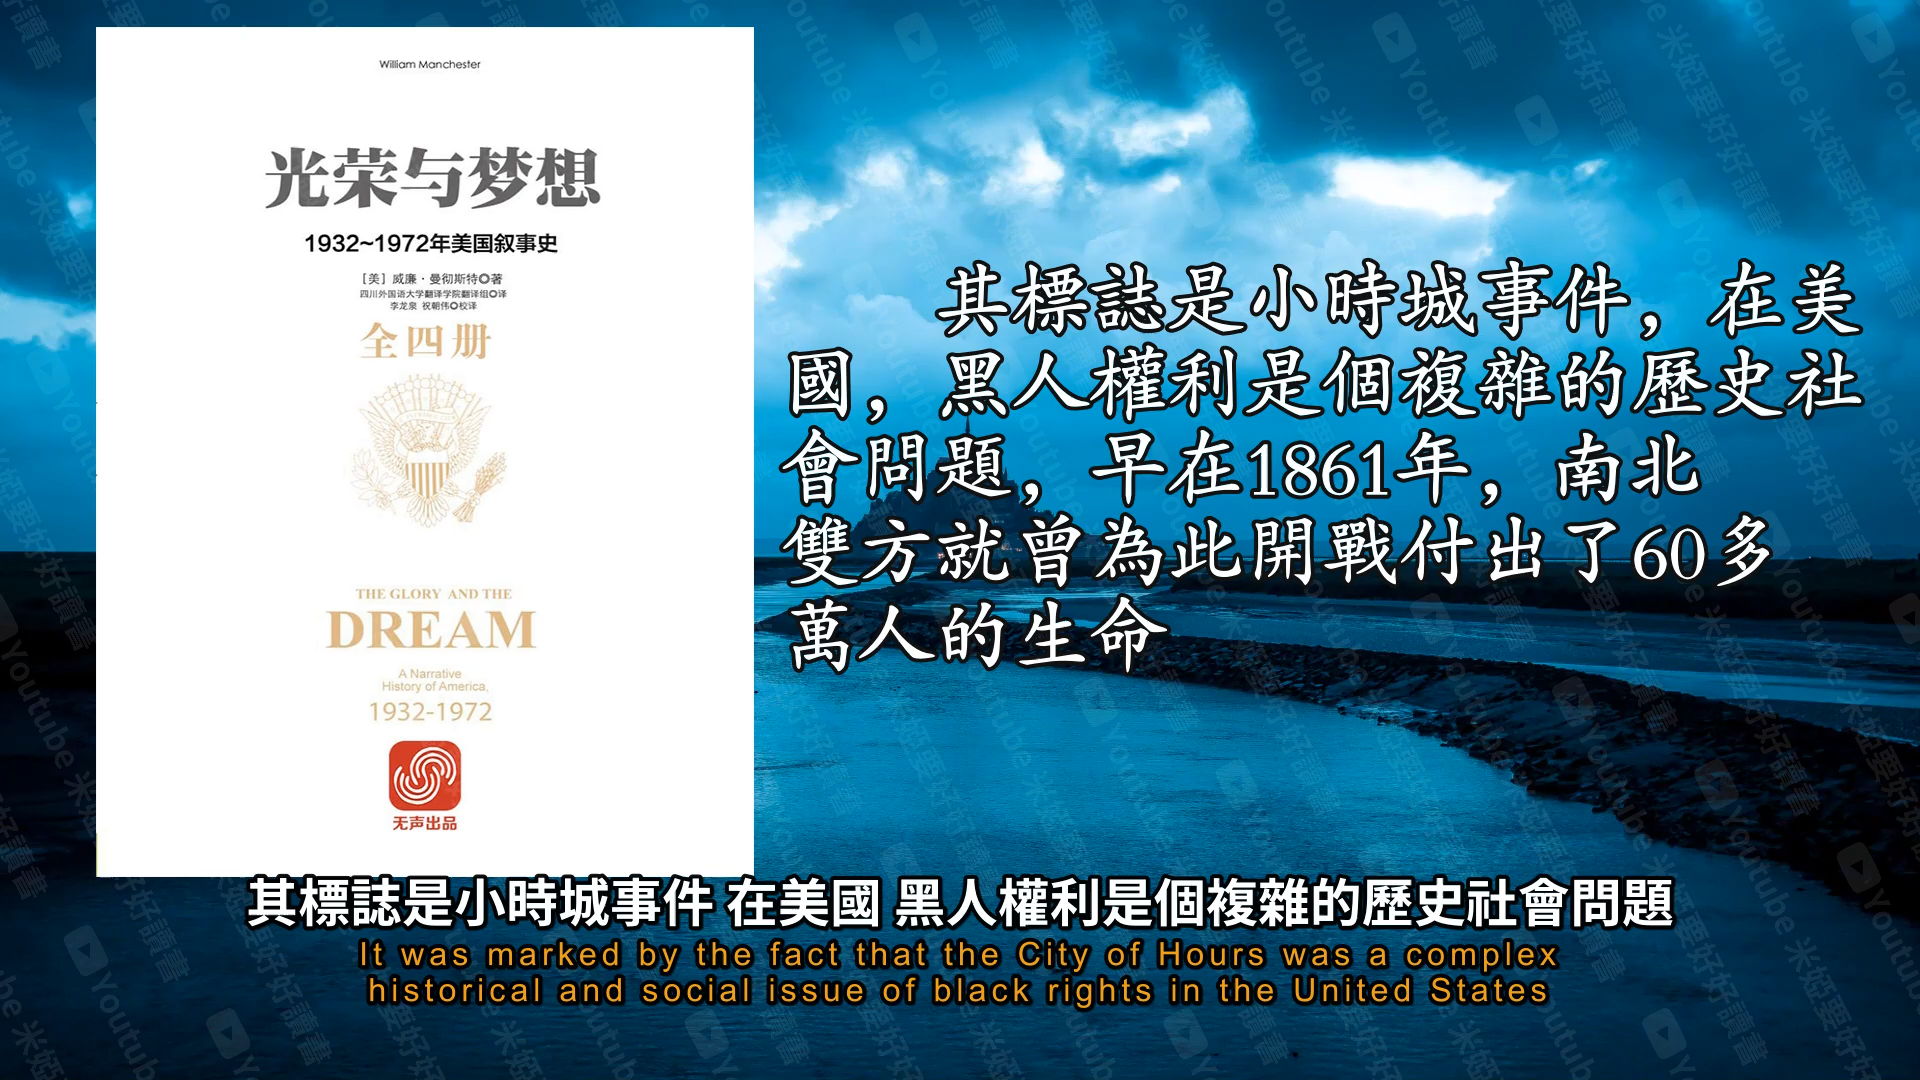 William Manchester
光荣与梦想
1932~1972年美国叙事史
［美］威廉·曼彻斯特◎著
四川外国语大学翻译学院翻译组◎译
李龙泉 祝朝伟◎校译
全四册
THE GLORY AND THE
DREAM
A Narrative
History of America,
1932-1972
无声出品
其標誌是小時城事件，在美
國，黑人權利是個複雜的歷史社
會問題，早在1861年，南北
雙方就曾為此開戰付出了60多
萬人的生命
其標誌是小時城事件 在美國 黑人權利是個複雜的歷史社會問題
It was marked by the fact that the City of Hours was a complex
historical and social issue of black rights in the United States
Youtube 米婭要好好讀書